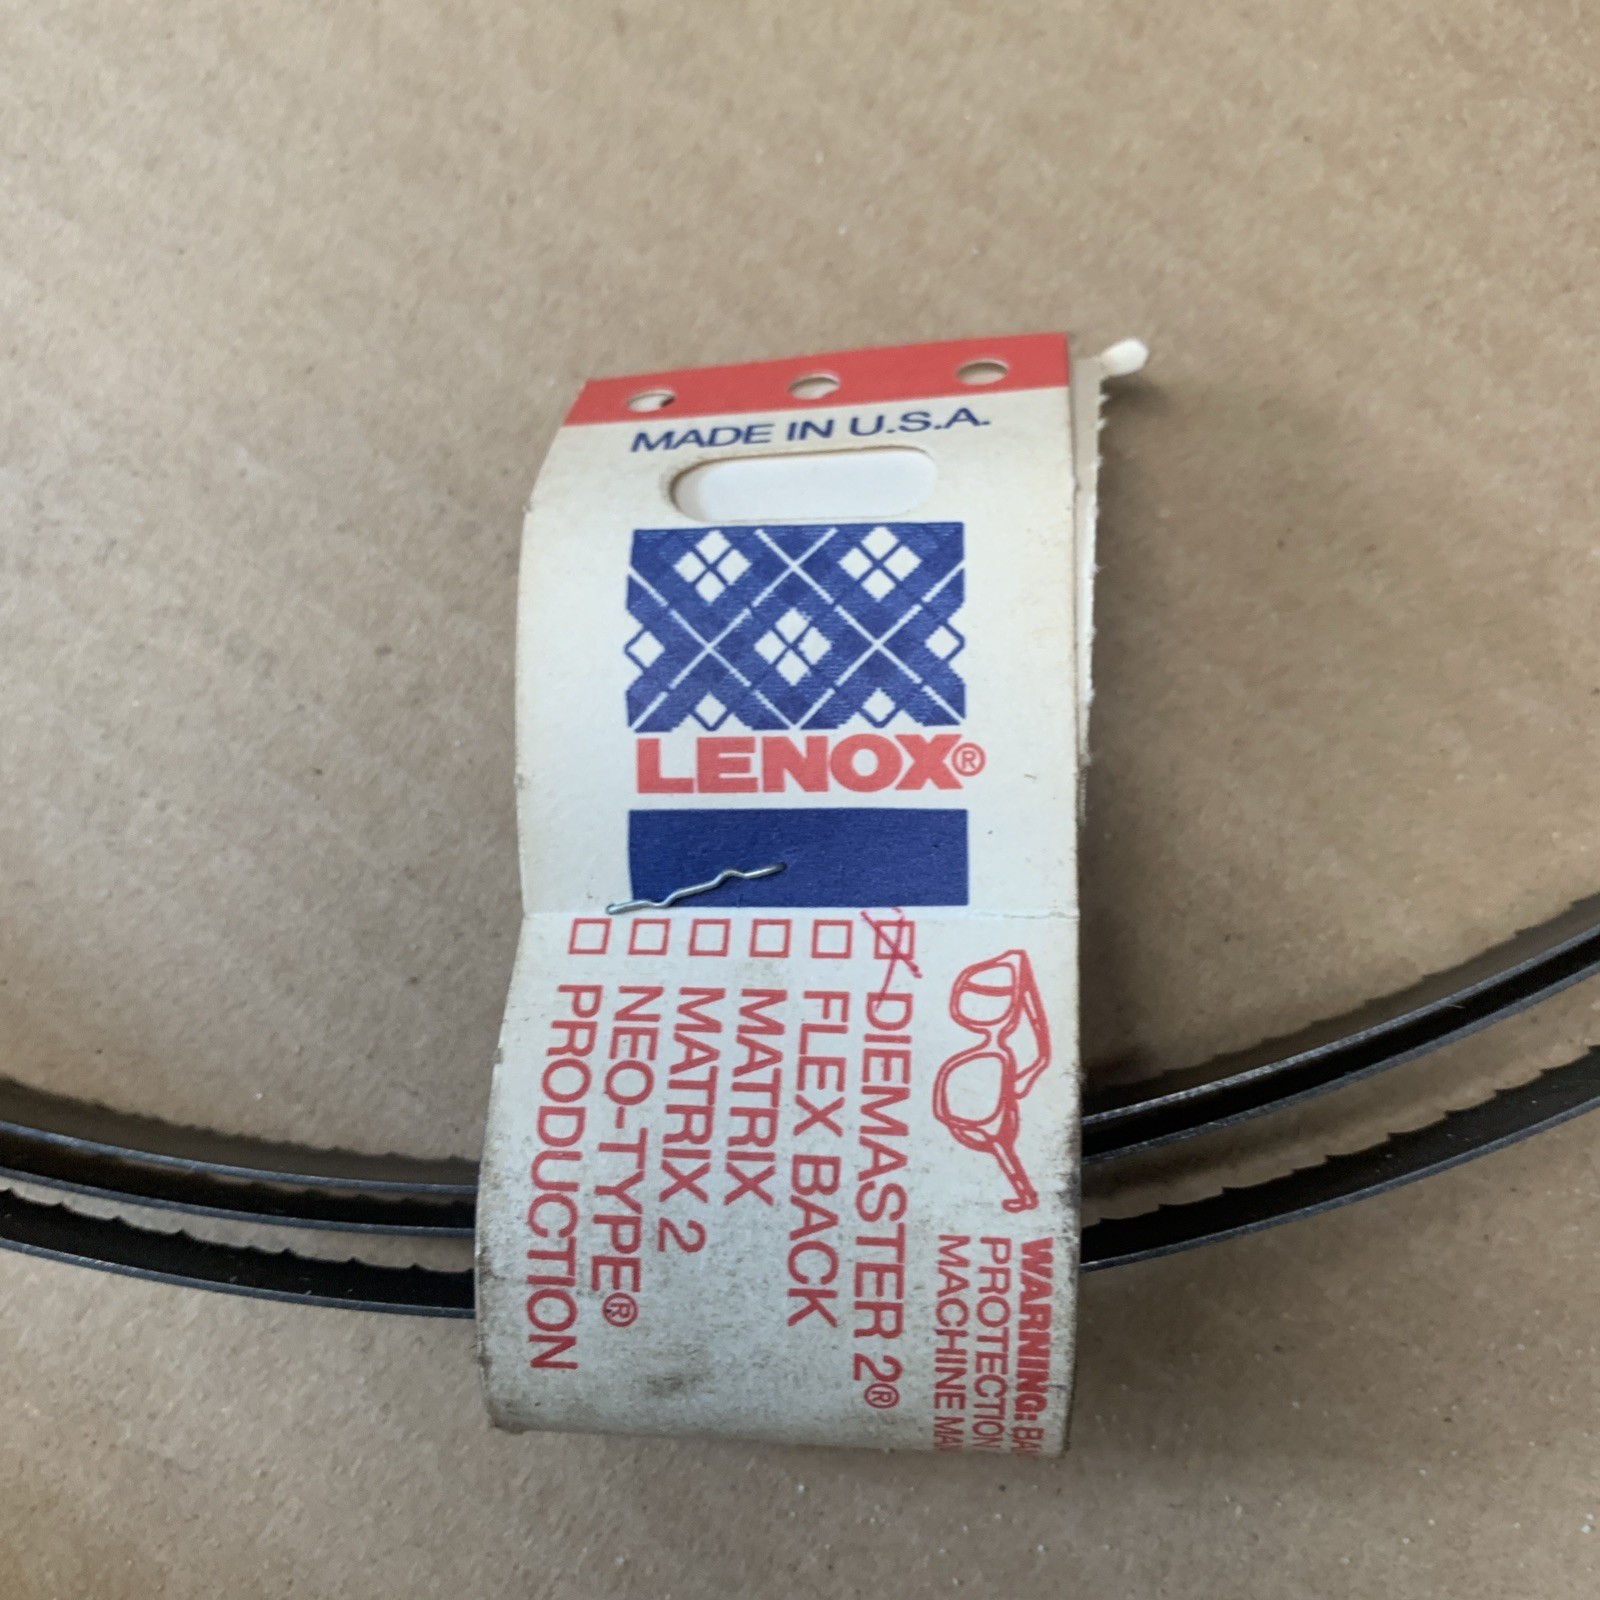 MADE IN U.S.A.
LENOX®
WARNING:
PROTECTION
MACHINE
DIEMASTER 2®
FLEX BACK
MATRIX
MATRIX 2
NEO-TYPE®
PRODUCTION